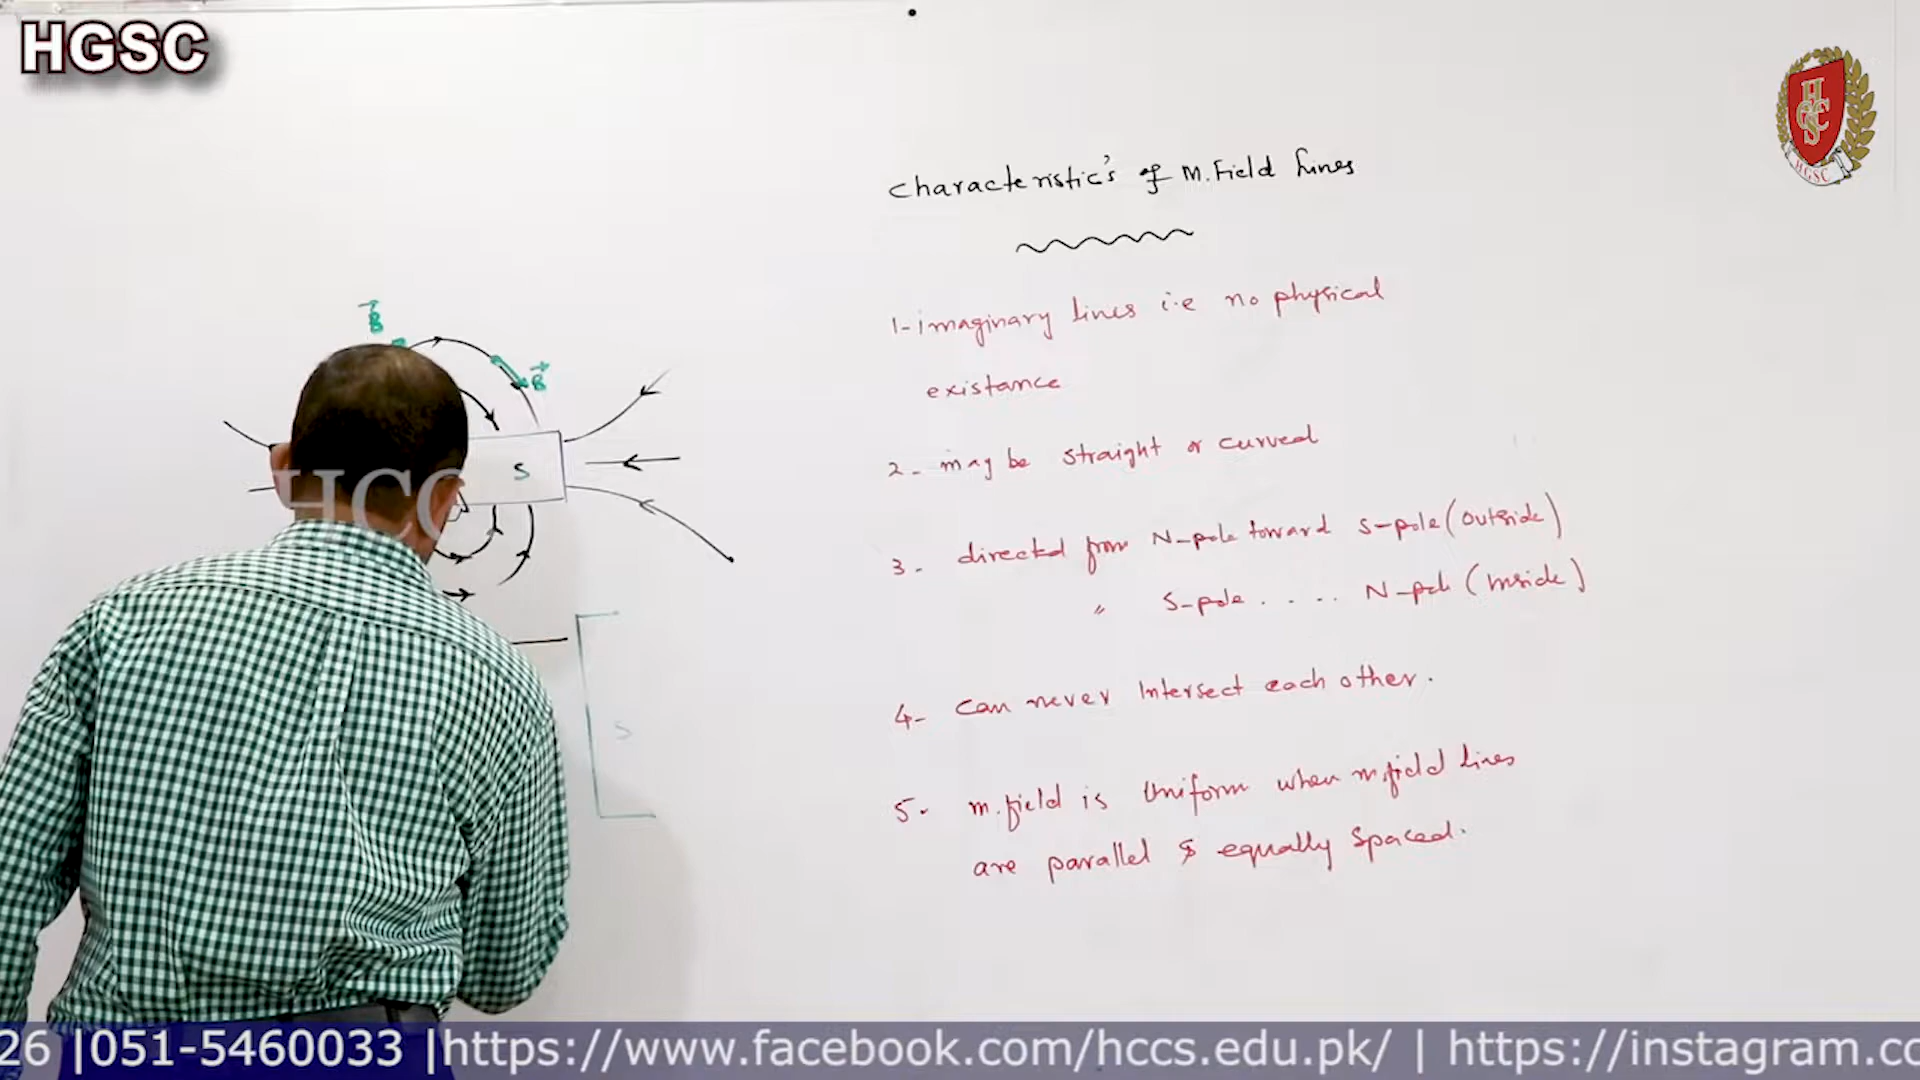 HGSC
HGSC
characteristic's of M. Field Lines
1- imaginary lines i.e no physical
existance
2- may be straight or curved
3. directed from N-pole toward S-pole (outside)
〃 S-pole . . . . N-pole (inside)
4- can never intersect each other.
5- m. field is Uniform when m. field lines
are parallel & equally spaced.
B
B
S
S
HCC
26 |051-5460033 |https://www.facebook.com/hccs.edu.pk/ | https://instagram.co